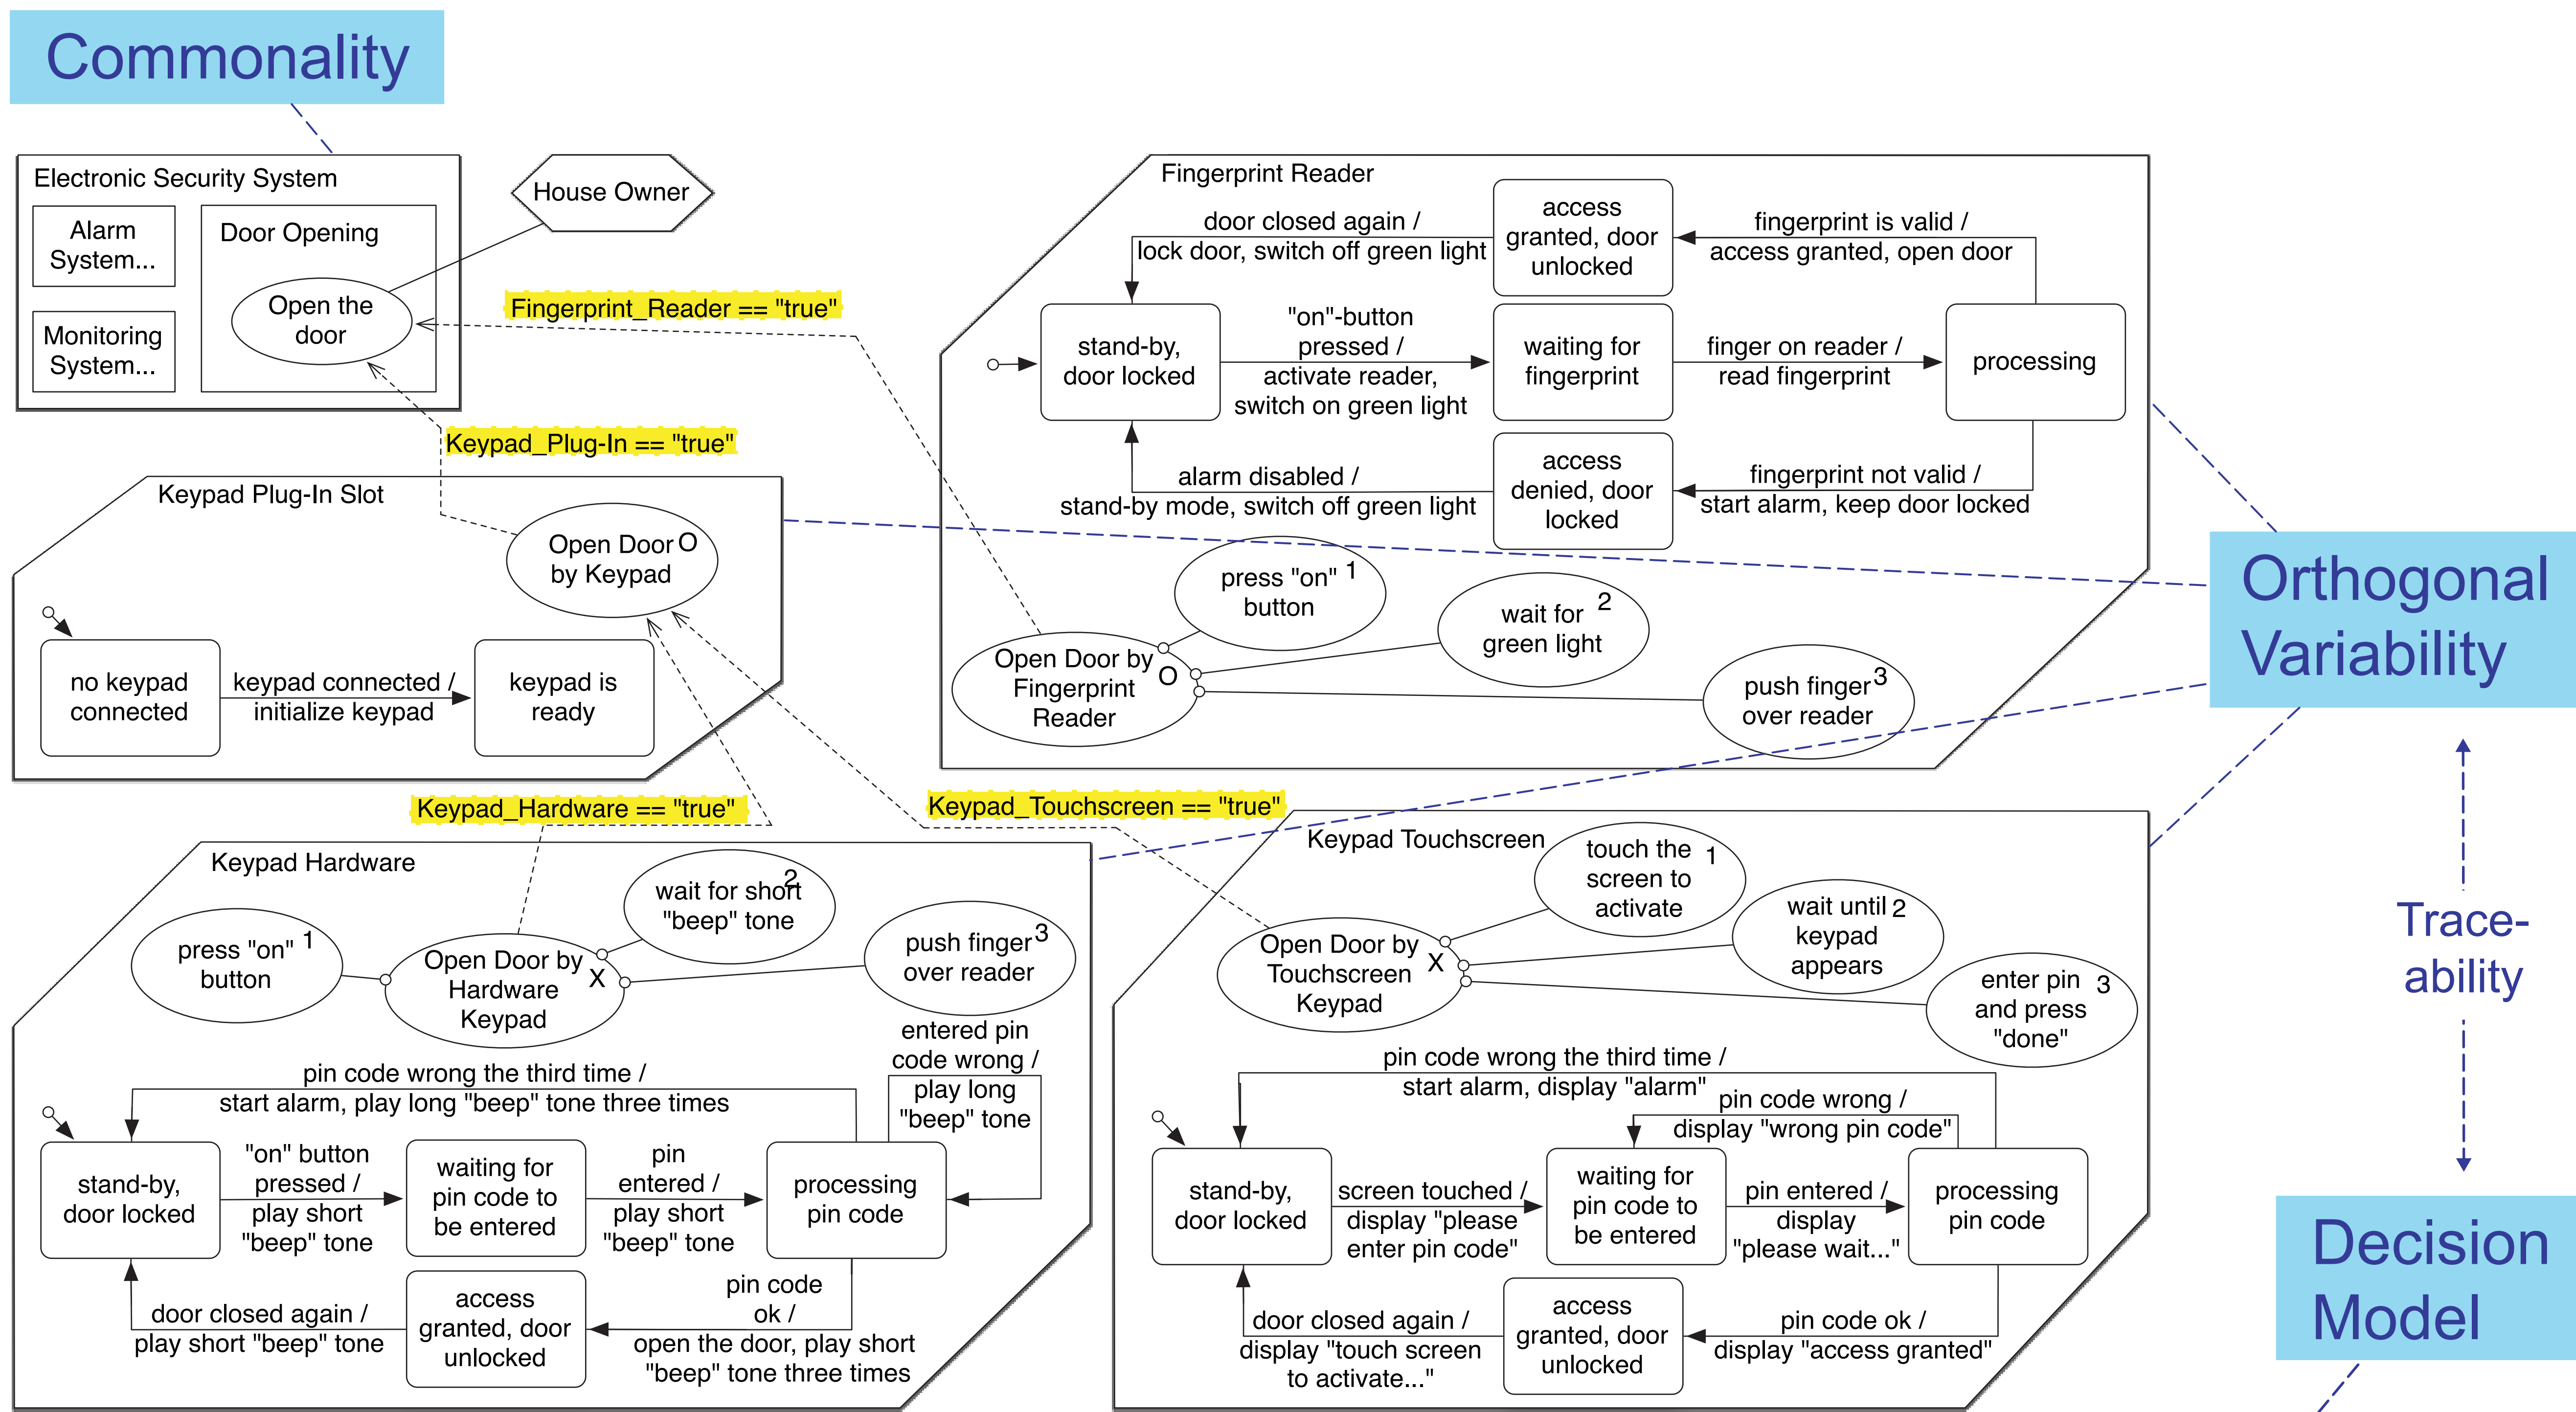 Commonality
Electronic Security System
Alarm
System...
Monitoring
System...
Door Opening
Open the
door
House Owner
Fingerprint_Reader == "true"
Keypad_Plug-In == "true"
Keypad Plug-In Slot
Open Door O
by Keypad
no keypad
connected
keypad connected /
initialize keypad
keypad is
ready
Fingerprint Reader
door closed again /
lock door, switch off green light
access
granted, door
unlocked
fingerprint is valid /
access granted, open door
stand-by,
door locked
"on"-button
pressed /
activate reader,
switch on green light
waiting for
fingerprint
finger on reader /
read fingerprint
processing
alarm disabled /
stand-by mode, switch off green light
access
denied, door
locked
fingerprint not valid /
start alarm, keep door locked
press "on" 1
button
wait for 2
green light
push finger 3
over reader
Open Door by
Fingerprint O
Reader
Orthogonal
Variability
Trace-
ability
Decision
Model
Keypad_Hardware == "true"
Keypad_Touchscreen == "true"
Keypad Hardware
press "on" 1
button
Open Door by
Hardware X
Keypad
2
wait for short
"beep" tone
push finger 3
over reader
entered pin
code wrong /
play long
"beep" tone
pin code wrong the third time /
start alarm, play long "beep" tone three times
stand-by,
door locked
"on" button
pressed /
play short
"beep" tone
waiting for
pin code to
be entered
pin
entered /
play short
"beep" tone
processing
pin code
door closed again /
play short "beep" tone
access
granted, door
unlocked
pin code
ok /
open the door, play short
"beep" tone three times
Keypad Touchscreen
touch the 1
screen to
activate
wait until 2
keypad
appears
enter pin 3
and press
"done"
Open Door by
Touchscreen X
Keypad
pin code wrong the third time /
start alarm, display "alarm"
pin code wrong /
display "wrong pin code"
stand-by,
door locked
screen touched /
display "please
enter pin code"
waiting for
pin code to
be entered
pin entered /
display
"please wait..."
processing
pin code
door closed again /
display "touch screen
to activate..."
access
granted, door
unlocked
pin code ok /
display "access granted"